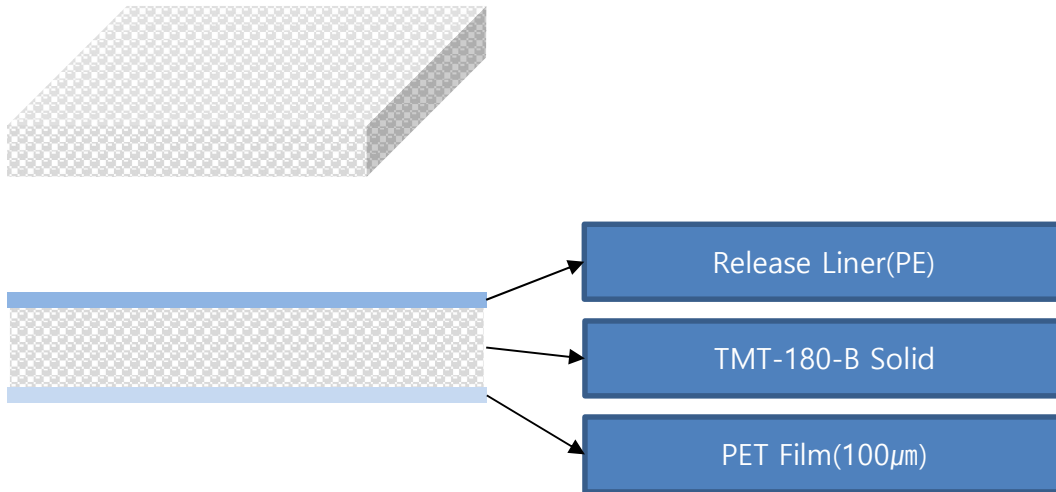 Release Liner(PE)
TMT-180-B Solid
PET Film(100㎛)